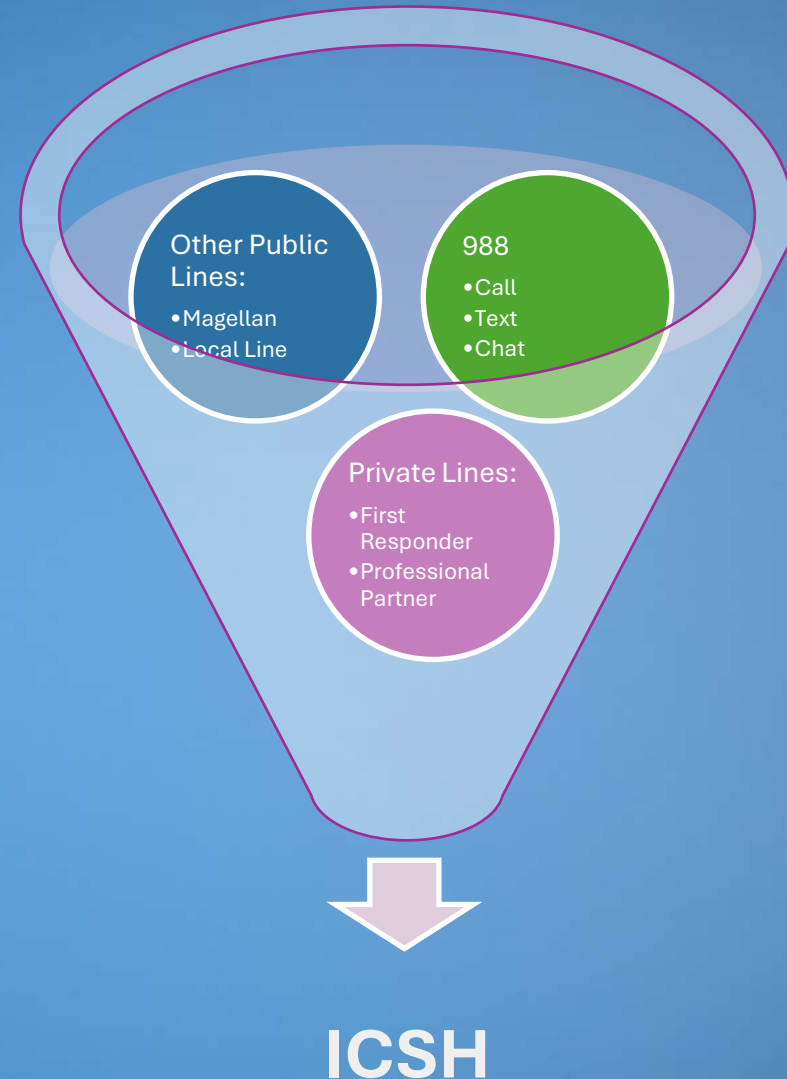 Other Public
Lines:
•Magellan
•Local Line
988
•Call
•Text
•Chat
Private Lines:
•First
Responder
•Professional
Partner
ICSH